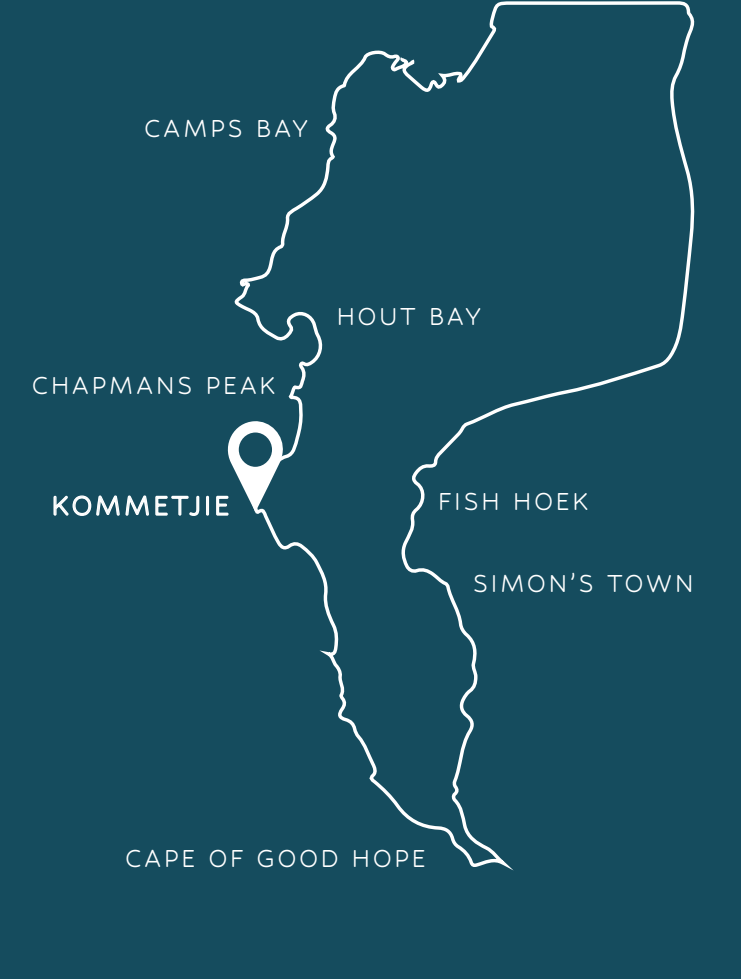 CAMPS BAY
HOUT BAY
CHAPMANS PEAK
KOMMETJIE
FISH HOEK
SIMON'S TOWN
CAPE OF GOOD HOPE